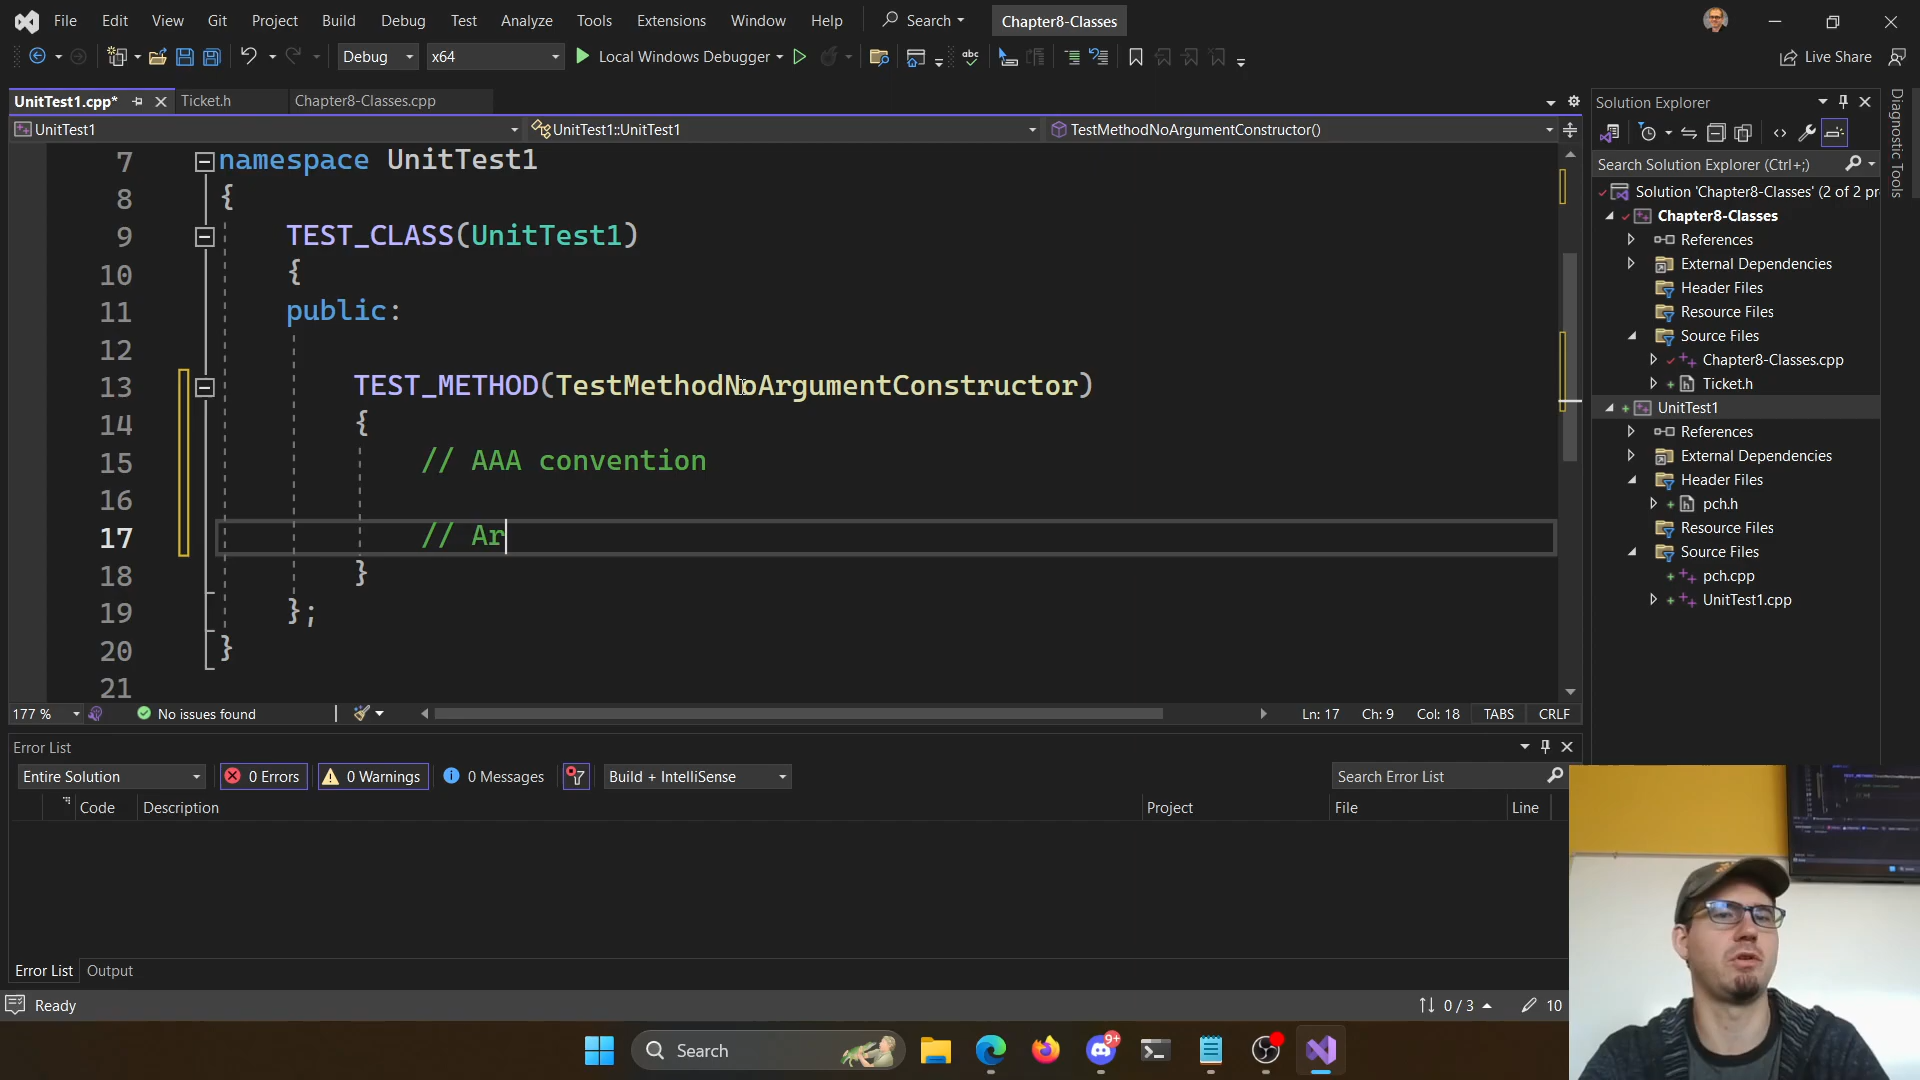 File Edit View Git Project Build Debug Test Analyze Tools Extensions Window Help Search Chapter8-Classes
Debug x64 Local Windows Debugger Live Share
UnitTest1.cpp* Ticket.h Chapter8-Classes.cpp
UnitTest1 UnitTest1::UnitTest1 TestMethodNoArgumentConstructor()
7 namespace UnitTest1
8 {
9 TEST_CLASS(UnitTest1)
10 {
11 public:
12
13 TEST_METHOD(TestMethodNoArgumentConstructor)
14 {
15 // AAA convention
16
17 // Ar
18 }
19 };
20 }
21
177 % No issues found Ln: 17 Ch: 9 Col: 18 TABS CRLF
Error List
Entire Solution 0 Errors 0 Warnings 0 Messages Build + IntelliSense Search Error List
Code Description Project File Line
Error List Output
Ready 0 / 3 10
Solution Explorer
Search Solution Explorer (Ctrl+;)
Solution 'Chapter8-Classes' (2 of 2 pr
Chapter8-Classes
References
External Dependencies
Header Files
Resource Files
Source Files
Chapter8-Classes.cpp
Ticket.h
UnitTest1
References
External Dependencies
Header Files
pch.h
Resource Files
Source Files
pch.cpp
UnitTest1.cpp
Diagnostic Tools
Search 9+